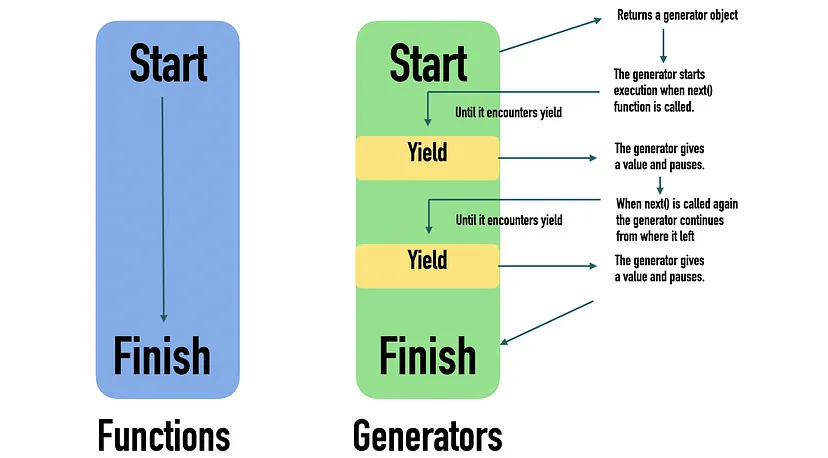 Start
Finish
Functions
Start
Yield
Yield
Finish
Generators
Returns a generator object
The generator starts
execution when next()
function is called.
Until it encounters yield
The generator gives
a value and pauses.
When next() is called again
the generator continues
from where it left
Until it encounters yield
The generator gives
a value and pauses.